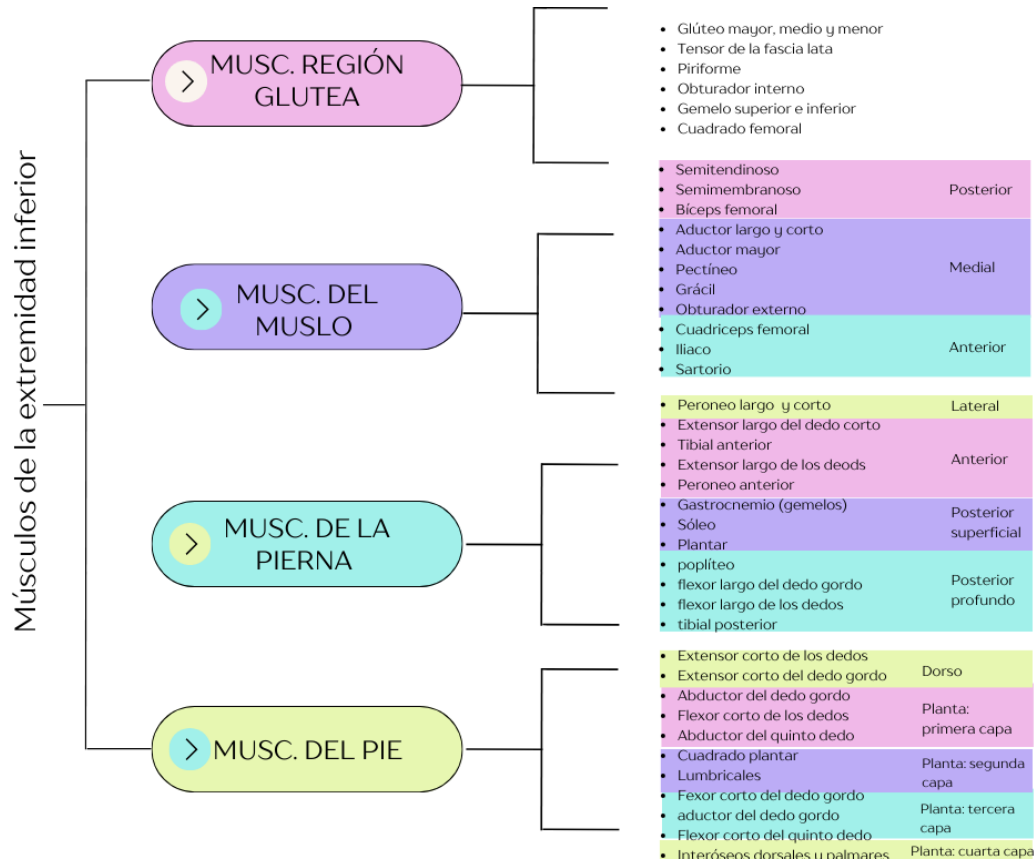 Músculos de la extremidad inferior
MUSC. REGIÓN
GLUTEA
• Glúteo mayor, medio y menor
• Tensor de la fascia lata
• Piriforme
• Obturador interno
• Gemelo superior e inferior
• Cuadrado femoral
MUSC. DEL
MUSLO
• Semitendinoso
• Semimembranoso
• Bíceps femoral
Posterior
• Aductor largo y corto
• Aductor mayor
• Pectíneo
• Grácil
• Obturador externo
Medial
• Cuadriceps femoral
• Iliaco
• Sartorio
Anterior
MUSC. DE LA
PIERNA
• Peroneo largo y corto
Lateral
• Extensor largo del dedo corto
• Tibial anterior
• Extensor largo de los deods
• Peroneo anterior
Anterior
• Gastrocnemio (gemelos)
• Sóleo
• Plantar
Posterior
superficial
• poplíteo
• flexor largo del dedo gordo
• flexor largo de los dedos
• tibial posterior
Posterior
profundo
MUSC. DEL PIE
• Extensor corto de los dedos
• Extensor corto del dedo gordo
Dorso
• Abductor del dedo gordo
• Flexor corto de los dedos
• Abductor del quinto dedo
Planta:
primera capa
• Cuadrado plantar
• Lumbricales
Planta: segunda
capa
• Fexor corto del dedo gordo
• aductor del dedo gordo
• Flexor corto del quinto dedo
Planta: tercera
capa
• Interóseos dorsales y palmares
Planta: cuarta capa